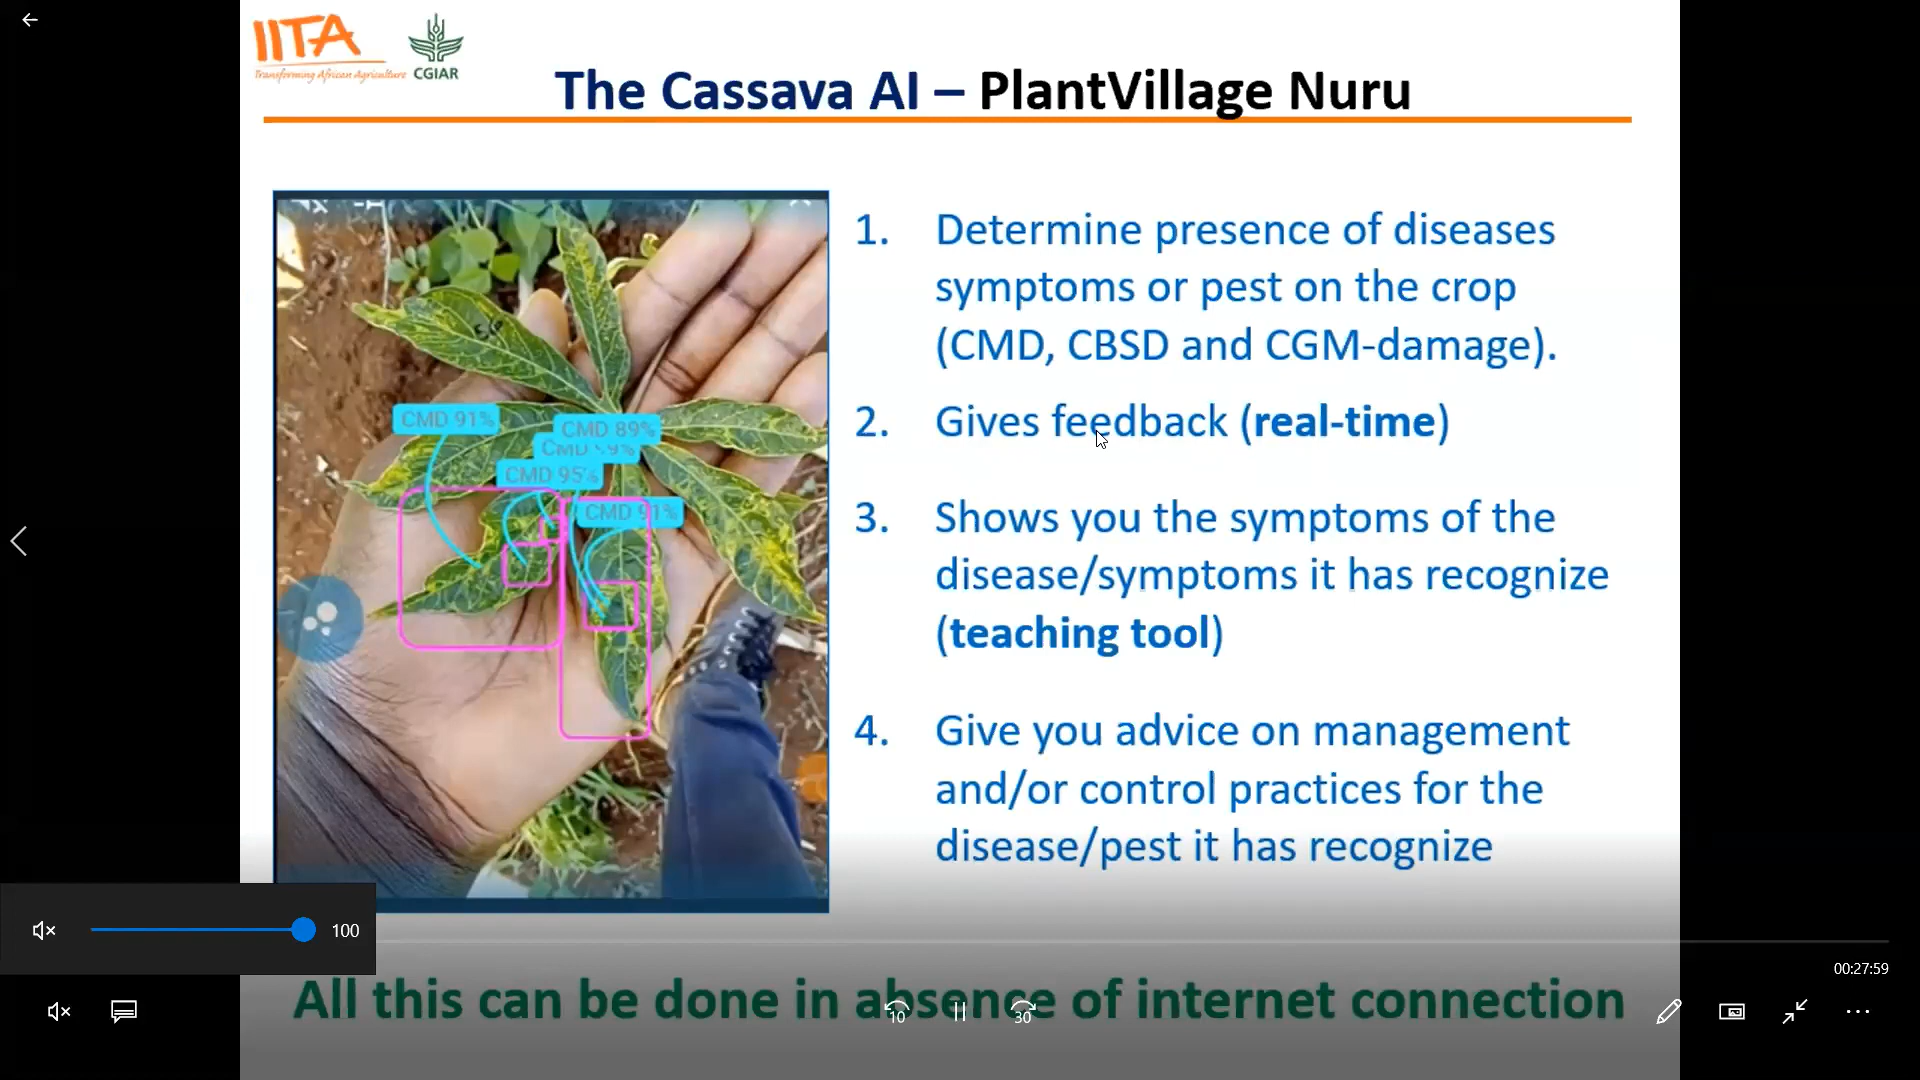 IITA
Transforming African Agriculture
CGIAR
The Cassava AI – PlantVillage Nuru
CMD 91%
CMD 89%
CMD
CMD 95%
CMD 91%
1. Determine presence of diseases
symptoms or pest on the crop
(CMD, CBSD and CGM-damage).
2. Gives feedback (real-time)
3. Shows you the symptoms of the
disease/symptoms it has recognize
(teaching tool)
4. Give you advice on management
and/or control practices for the
disease/pest it has recognize
100
00:27:59
All this can be done in absence of internet connection
10
30